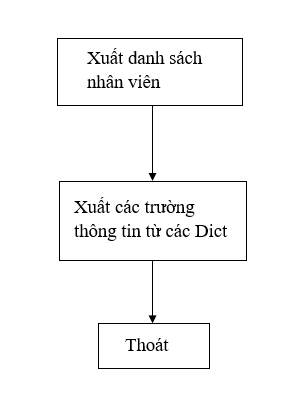 Xuất danh sách
nhân viên
Xuất các trường
thông tin từ các Dict
Thoát